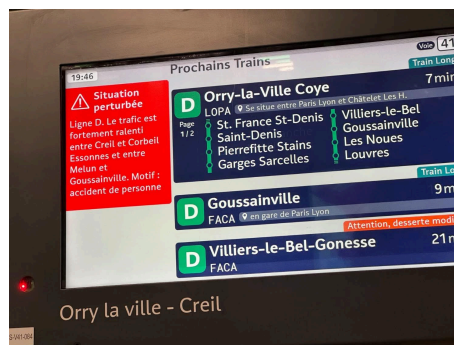 19:46
Prochains Trains
Voie 41
Situation
perturbée
Ligne D. Le trafic est
fortement ralenti
entre Creil et Corbeil
Essonnes et entre
Melun et
Goussainville. Motif :
accident de personne
Train Long
D
Orry-la-Ville Coye
7 min
LOPA Se situe entre Paris Lyon et Châtelet Les H.
Page
1/2
St. France St-Denis
Saint-Denis
Pierrefitte Stains
Garges Sarcelles
Villiers-le-Bel
Goussainville
Les Noues
Louvres
Train Lo
D
Goussainville
9 m
FACA en gare de Paris Lyon
Attention, desserte modi
D
Villiers-le-Bel-Gonesse
21 m
FACA
Orry la ville - Creil
S-V41-084